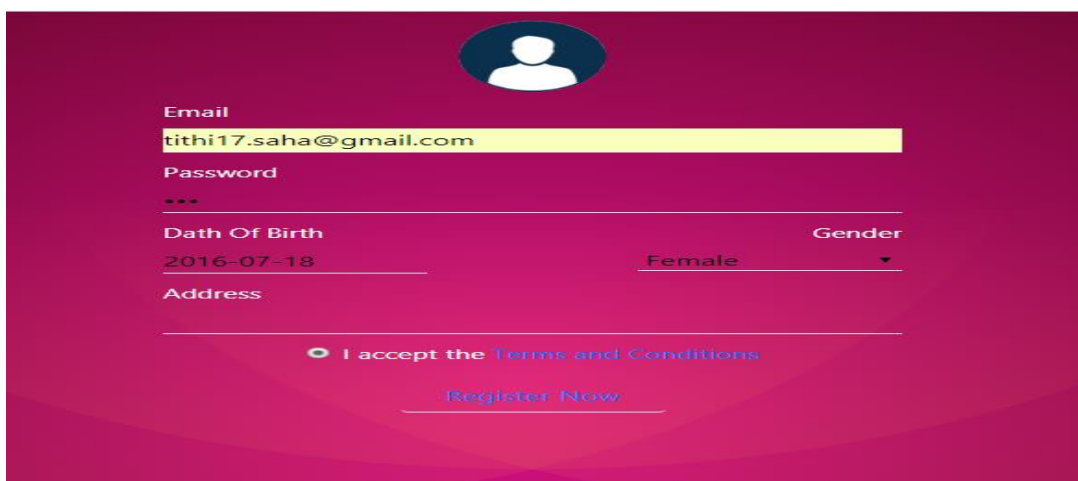 Email
tithi17.saha@gmail.com
Password
•••
Dath Of Birth Gender
2016-07-18 Female
Address
I accept the Terms and Conditions
Register Now